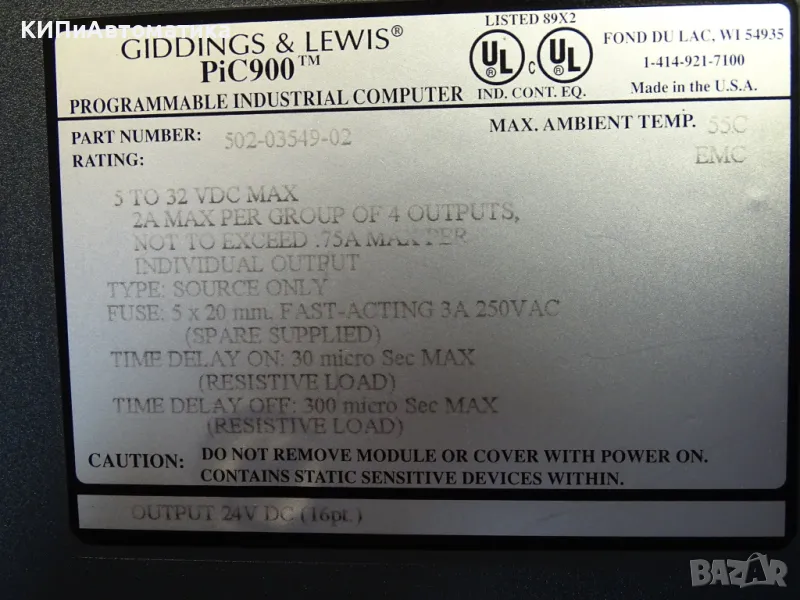 КИПиАвтоматика
GIDDINGS & LEWIS®
PiC900™
PROGRAMMABLE INDUSTRIAL COMPUTER
LISTED 89X2
UL C UL
IND. CONT. EQ.
FOND DU LAC, WI 54935
1-414-921-7100
Made in the U.S.A.
PART NUMBER: 502-03549-02
MAX. AMBIENT TEMP. 55C
RATING:
EMC
5 TO 32 VDC MAX
2A MAX PER GROUP OF 4 OUTPUTS,
NOT TO EXCEED .75A MAX PER
INDIVIDUAL OUTPUT
TYPE: SOURCE ONLY
FUSE: 5 x 20 mm. FAST-ACTING 3A 250VAC
(SPARE SUPPLIED)
TIME DELAY ON: 30 micro Sec MAX
(RESISTIVE LOAD)
TIME DELAY OFF: 300 micro Sec MAX
(RESISTIVE LOAD)
CAUTION: DO NOT REMOVE MODULE OR COVER WITH POWER ON.
CONTAINS STATIC SENSITIVE DEVICES WITHIN.
OUTPUT 24V DC (16pt.)
BAZAR